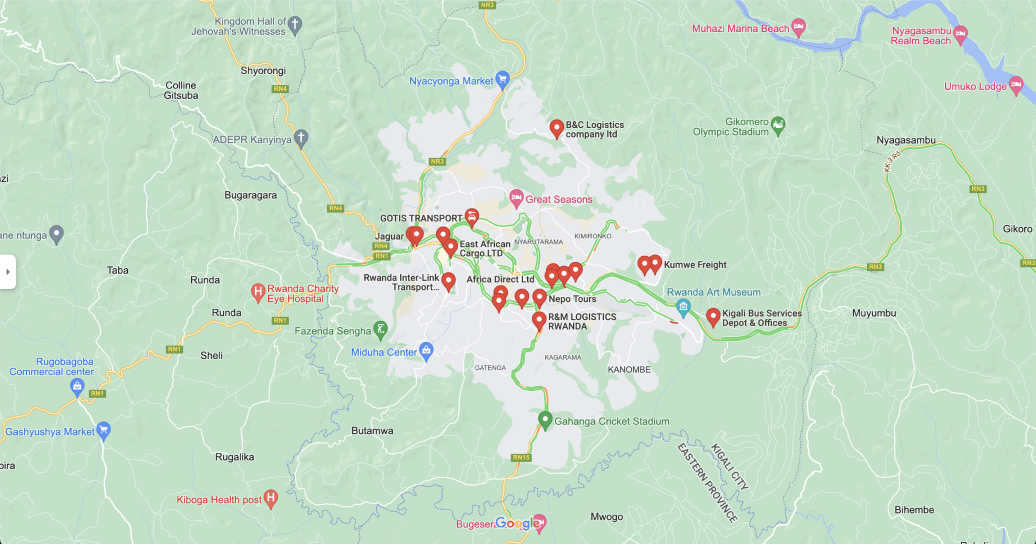 NR3
Kingdom Hall of
Jehovah's Witnesses
Muhazi Marina Beach
Nyagasambu
Realm Beach
Shyorongi
Nyacyonga Market
Colline
Gitsuba
RN4
Umuko Lodge
B&C Logistics
company ltd
Gikomero
Olympic Stadium
ADEPR Kanyinya
Nyagasambu
NR3
KK 3 Rd
Bugaragara
RN3
Great Seasons
RN4
GOTIS TRANSPORT
Gikoro
ane ntunga
Jaguar
NYARUTARAMA
KIMIRONKO
RN4
East African
Cargo LTD
RN1
Taba
Kumwe Freight
RN3
RN3
Runda
Rwanda Inter-Link
Transport...
Africa Direct Ltd
Rwanda Charity
Eye Hospital
Rwanda Art Museum
Nepo Tours
Runda
R&M LOGISTICS
RWANDA
Kigali Bus Services
Depot & Offices
Muyumbu
RN1
Fazenda Sengha
RN1
Sheli
Miduha Center
KAGARAMA
Rugobagoba
Commercial center
GATENGA
KANOMBE
RN1
Gahanga Cricket Stadium
Gashyushya Market
Butamwa
Rugalika
RN15
KIGALI CITY
EASTERN PROVINCE
Kiboga Health post
Bihembe
Mwogo
Google